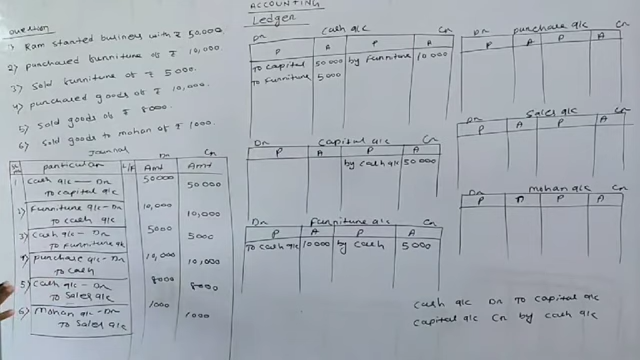 Question
1) Ram started business with ₹ 50000
2) purchased furniture of ₹ 10,000.
3) Sold furniture of ₹ 5000.
4) purchased goods of ₹ 10,000.
5) Sold goods of ₹ 8000.
6) Sold goods to mohan of ₹ 1000.
Journal
particular L/F Dr Amt Cr Amt
1 Cash a/c — Dr 50000
To capital a/c 50000
2) Furniture a/c - Dr 10,000
To cash a/c 10,000
3) Cash a/c - Dr 5000
To furniture a/c 5000
4) purchase a/c - Dr 10,000
To cash 10,000
5) Cash a/c - Dr 8000
To Sales a/c 8000
6) Mohan a/c - Dr 1000
To Sales a/c 1000
ACCOUNTING
Ledger
Dr Cash a/c Cr
P A P A
To Capital 50000 by furniture 10000
To furniture 5000
Dr Capital a/c Cr
P A P A
by cash a/c 50000
Dr Furniture a/c Cr
P A P A
To cash a/c 10000 by cash 5000
Dr purchase a/c Cr
P A P A
Dr Sales a/c Cr
P A P A
Dr mohan a/c Cr
P A P A
Cash a/c Dr To capital a/c
Capital a/c Cr by cash a/c